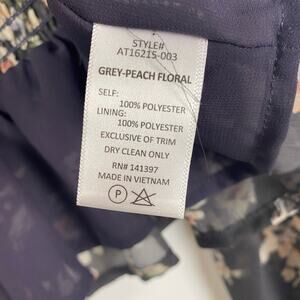 STYLE#
AT16215-003
GREY-PEACH FLORAL
SELF:
100% POLYESTER
LINING:
100% POLYESTER
EXCLUSIVE OF TRIM
DRY CLEAN ONLY
RN# 141397
MADE IN VIETNAM
P